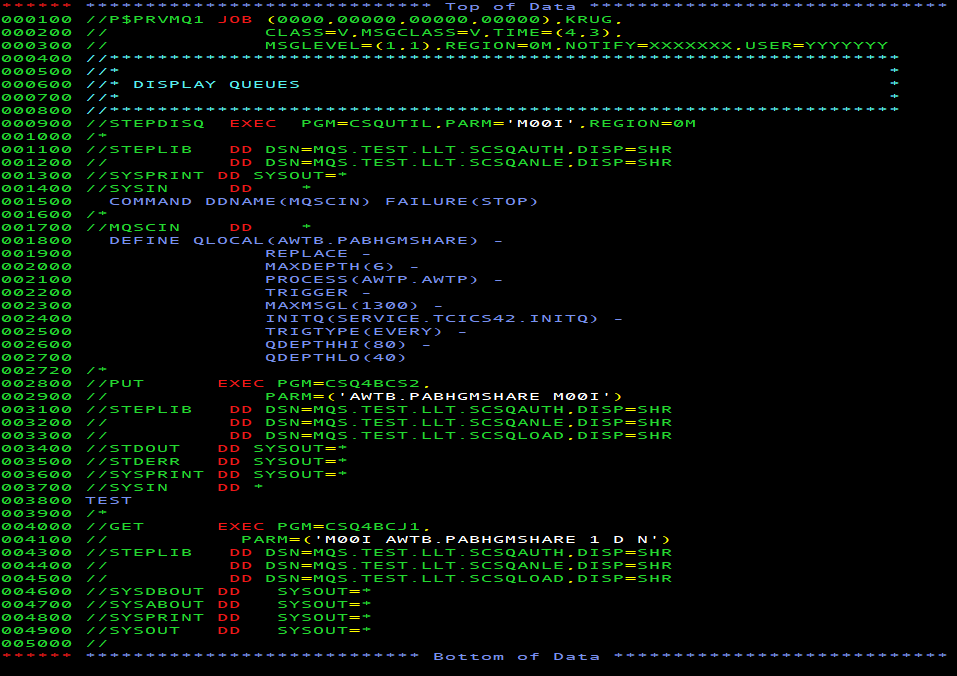 ****** ***************************** Top of Data ******************************
000100 //P$PRVMQ1 JOB (0000,00000,00000,00000),KRUG,
000200 //             CLASS=V,MSGCLASS=V,TIME=(4,3),
000300 //             MSGLEVEL=(1,1),REGION=0M,NOTIFY=XXXXXXX,USER=YYYYYYY
000400 //******************************************************************
000500 //*                                                                *
000600 //* DISPLAY QUEUES                                                 *
000700 //*                                                                *
000800 //******************************************************************
000900 //STEPDISQ  EXEC  PGM=CSQUTIL,PARM='M00I',REGION=0M
001000 /*
001100 //STEPLIB   DD DSN=MQS.TEST.LLT.SCSQAUTH,DISP=SHR
001200 //          DD DSN=MQS.TEST.LLT.SCSQANLE,DISP=SHR
001300 //SYSPRINT DD SYSOUT=*
001400 //SYSIN     DD    *
001500   COMMAND DDNAME(MQSCIN) FAILURE(STOP)
001600 /*
001700 //MQSCIN    DD    *
001800   DEFINE QLOCAL(AWTB.PABHGMSHARE) -
001900                REPLACE -
002000                MAXDEPTH(6) -
002100                PROCESS(AWTP.AWTP) -
002200                TRIGGER -
002300                MAXMSGL(1300) -
002400                INITQ(SERVICE.TCICS42.INITQ) -
002500                TRIGTYPE(EVERY) -
002600                QDEPTHHI(80) -
002700                QDEPTHLO(40)
002720 /*
002800 //PUT      EXEC PGM=CSQ4BCS2,
002900 //             PARM=('AWTB.PABHGMSHARE M00I')
003100 //STEPLIB   DD DSN=MQS.TEST.LLT.SCSQAUTH,DISP=SHR
003200 //          DD DSN=MQS.TEST.LLT.SCSQANLE,DISP=SHR
003300 //          DD DSN=MQS.TEST.LLT.SCSQLOAD,DISP=SHR
003400 //STDOUT   DD SYSOUT=*
003500 //STDERR   DD SYSOUT=*
003600 //SYSPRINT DD SYSOUT=*
003700 //SYSIN    DD *
003800 TEST
003900 /*
004000 //GET      EXEC PGM=CSQ4BCJ1,
004100 //           PARM=('M00I AWTB.PABHGMSHARE 1 D N')
004300 //STEPLIB   DD DSN=MQS.TEST.LLT.SCSQAUTH,DISP=SHR
004400 //          DD DSN=MQS.TEST.LLT.SCSQANLE,DISP=SHR
004500 //          DD DSN=MQS.TEST.LLT.SCSQLOAD,DISP=SHR
004600 //SYSDBOUT DD   SYSOUT=*
004700 //SYSABOUT DD   SYSOUT=*
004800 //SYSPRINT DD   SYSOUT=*
004900 //SYSOUT   DD   SYSOUT=*
005000 //
****** **************************** Bottom of Data ****************************